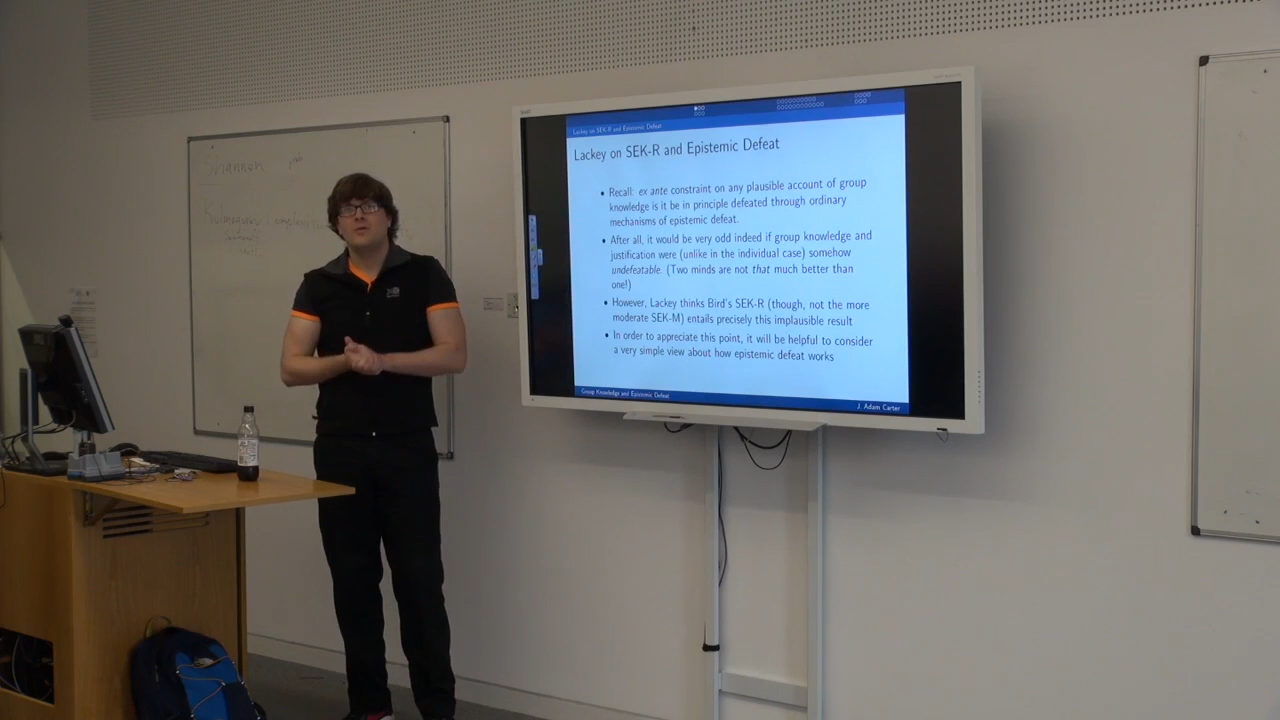 Shannon
Lackey on SEK-R and Epistemic Defeat
Lackey on SEK-R and Epistemic Defeat
• Recall: ex ante constraint on any plausible account of group
knowledge is it be in principle defeated through ordinary
mechanisms of epistemic defeat.
• After all, it would be very odd indeed if group knowledge and
justification were (unlike in the individual case) somehow
undefeatable. (Two minds are not that much better than
one!)
• However, Lackey thinks Bird's SEK-R (though, not the more
moderate SEK-M) entails precisely this implausible result
• In order to appreciate this point, it will be helpful to consider
a very simple view about how epistemic defeat works
Group Knowledge and Epistemic Defeat
J. Adam Carter